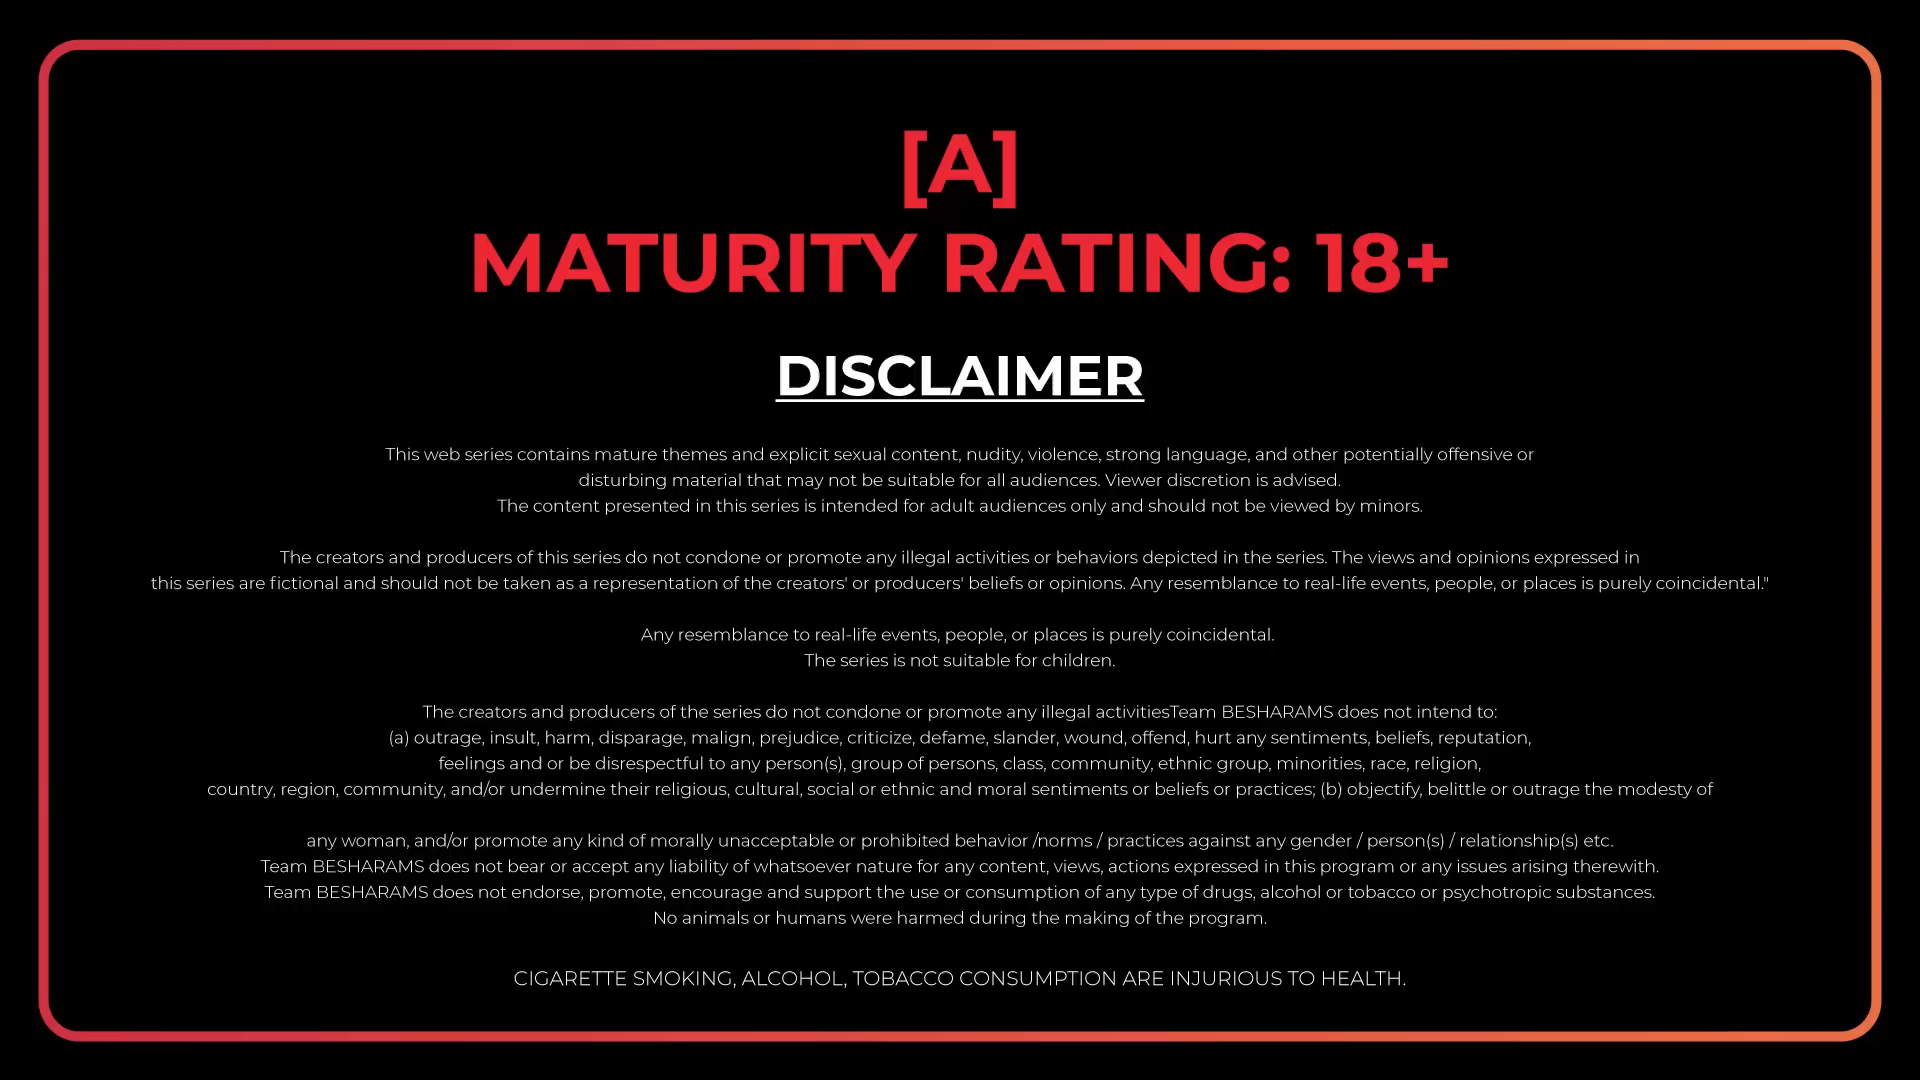 [A]
MATURITY RATING: 18+
DISCLAIMER
This web series contains mature themes and explicit sexual content, nudity, violence, strong language, and other potentially offensive or
disturbing material that may not be suitable for all audiences. Viewer discretion is advised.
The content presented in this series is intended for adult audiences only and should not be viewed by minors.
The creators and producers of this series do not condone or promote any illegal activities or behaviors depicted in the series. The views and opinions expressed in
this series are fictional and should not be taken as a representation of the creators' or producers' beliefs or opinions. Any resemblance to real-life events, people, or places is purely coincidental."
Any resemblance to real-life events, people, or places is purely coincidental.
The series is not suitable for children.
The creators and producers of the series do not condone or promote any illegal activitiesTeam BESHARAMS does not intend to:
(a) outrage, insult, harm, disparage, malign, prejudice, criticize, defame, slander, wound, offend, hurt any sentiments, beliefs, reputation,
feelings and or be disrespectful to any person(s), group of persons, class, community, ethnic group, minorities, race, religion,
country, region, community, and/or undermine their religious, cultural, social or ethnic and moral sentiments or beliefs or practices; (b) objectify, belittle or outrage the modesty of
any woman, and/or promote any kind of morally unacceptable or prohibited behavior /norms / practices against any gender / person(s) / relationship(s) etc.
Team BESHARAMS does not bear or accept any liability of whatsoever nature for any content, views, actions expressed in this program or any issues arising therewith.
Team BESHARAMS does not endorse, promote, encourage and support the use or consumption of any type of drugs, alcohol or tobacco or psychotropic substances.
No animals or humans were harmed during the making of the program.
CIGARETTE SMOKING, ALCOHOL, TOBACCO CONSUMPTION ARE INJURIOUS TO HEALTH.